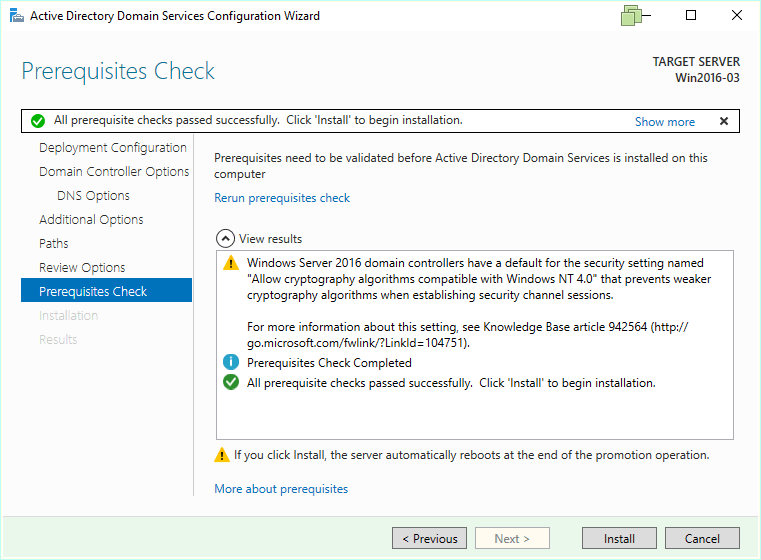 Active Directory Domain Services Configuration Wizard
Prerequisites Check
TARGET SERVER
Win2016-03
All prerequisite checks passed successfully.  Click 'Install' to begin installation.
Show more
Deployment Configuration
Domain Controller Options
DNS Options
Additional Options
Paths
Review Options
Prerequisites Check
Installation
Results
Prerequisites need to be validated before Active Directory Domain Services is installed on this
computer
Rerun prerequisites check
View results
Windows Server 2016 domain controllers have a default for the security setting named
"Allow cryptography algorithms compatible with Windows NT 4.0" that prevents weaker
cryptography algorithms when establishing security channel sessions.
For more information about this setting, see Knowledge Base article 942564 (http://
go.microsoft.com/fwlink/?LinkId=104751).
Prerequisites Check Completed
All prerequisite checks passed successfully.  Click 'Install' to begin installation.
If you click Install, the server automatically reboots at the end of the promotion operation.
More about prerequisites
< Previous
Next >
Install
Cancel